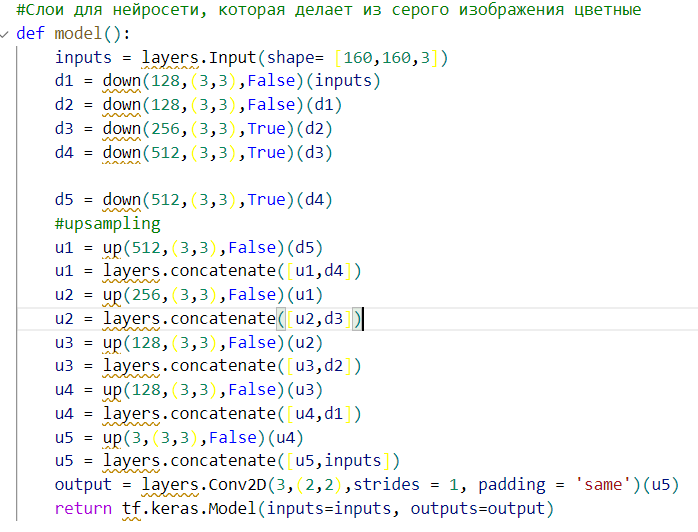 #Слои для нейросети, которая делает из серого изображения цветные
def model():
inputs = layers.Input(shape= [160,160,3])
d1 = down(128,(3,3),False)(inputs)
d2 = down(128,(3,3),False)(d1)
d3 = down(256,(3,3),True)(d2)
d4 = down(512,(3,3),True)(d3)
d5 = down(512,(3,3),True)(d4)
#upsampling
u1 = up(512,(3,3),False)(d5)
u1 = layers.concatenate([u1,d4])
u2 = up(256,(3,3),False)(u1)
u2 = layers.concatenate([u2,d3])
u3 = up(128,(3,3),False)(u2)
u3 = layers.concatenate([u3,d2])
u4 = up(128,(3,3),False)(u3)
u4 = layers.concatenate([u4,d1])
u5 = up(3,(3,3),False)(u4)
u5 = layers.concatenate([u5,inputs])
output = layers.Conv2D(3,(2,2),strides = 1, padding = 'same')(u5)
return tf.keras.Model(inputs=inputs, outputs=output)